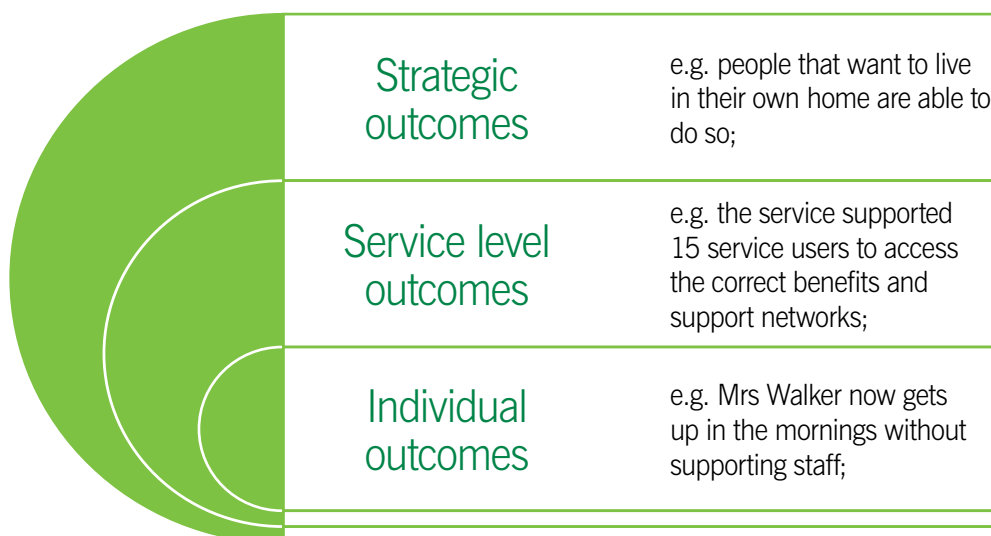 Strategic
outcomes
e.g. people that want to live
in their own home are able to
do so;
Service level
outcomes
e.g. the service supported
15 service users to access
the correct benefits and
support networks;
Individual
outcomes
e.g. Mrs Walker now gets
up in the mornings without
supporting staff;